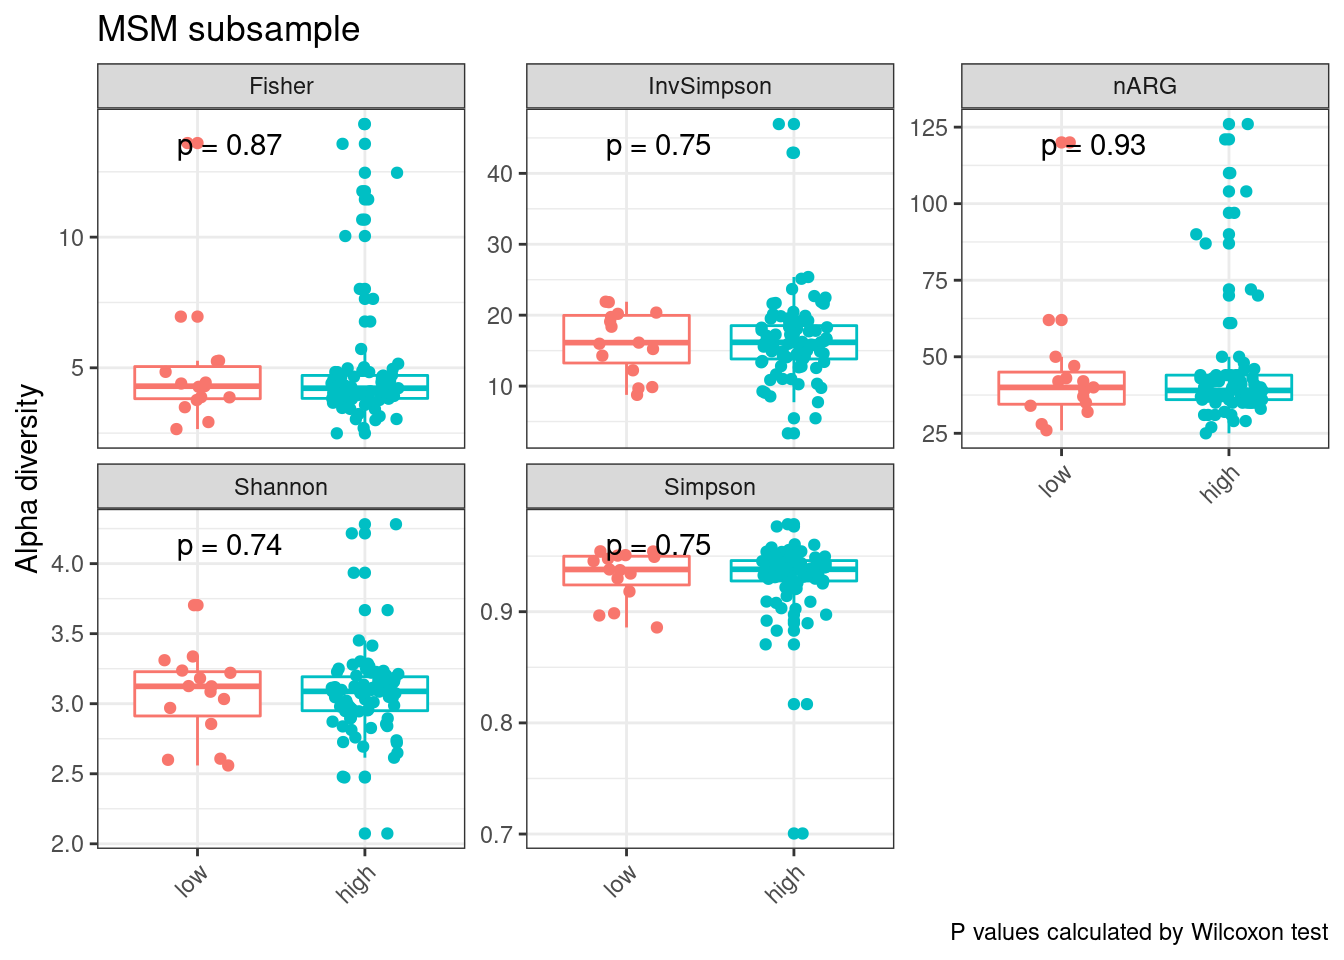 MSM subsample
Fisher
InvSimpson
nARG
p = 0.87
p = 0.75
p = 0.93
10
5
40
30
20
10
125
100
75
50
25
low
high
Alpha diversity
Shannon
Simpson
p = 0.74
p = 0.75
4.0
3.5
3.0
2.5
2.0
0.9
0.8
0.7
low
high
low
high
P values calculated by Wilcoxon test